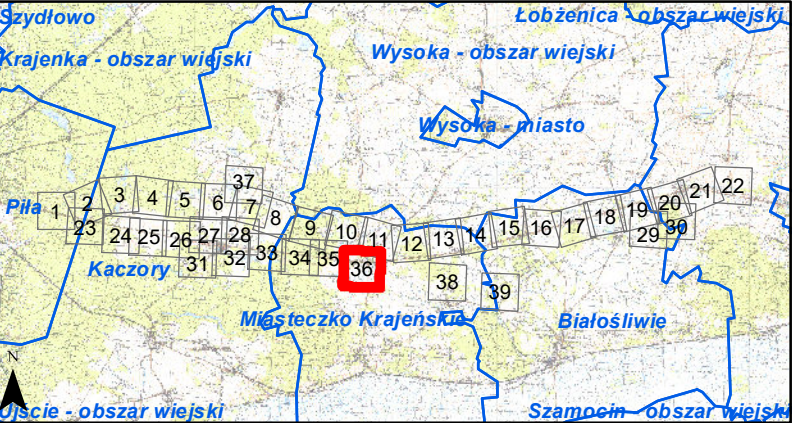 Szydłowo
Łobżenica - obszar wiejski
Krajenka - obszar wiejski
Wysoka - obszar wiejski
Wysoka - miasto
37
1 2 3 4 5 6 7 8 9 10 11 12 13 14 15 16 17 18 19 20 21 22
Piła
23 24 25 26 27 28 29 30
31 32 33 34 35 36
Kaczory
38 39
Miasteczko Krajeńskie
Białośliwie
N
Ujście - obszar wiejski
Szamocin - obszar wiejski